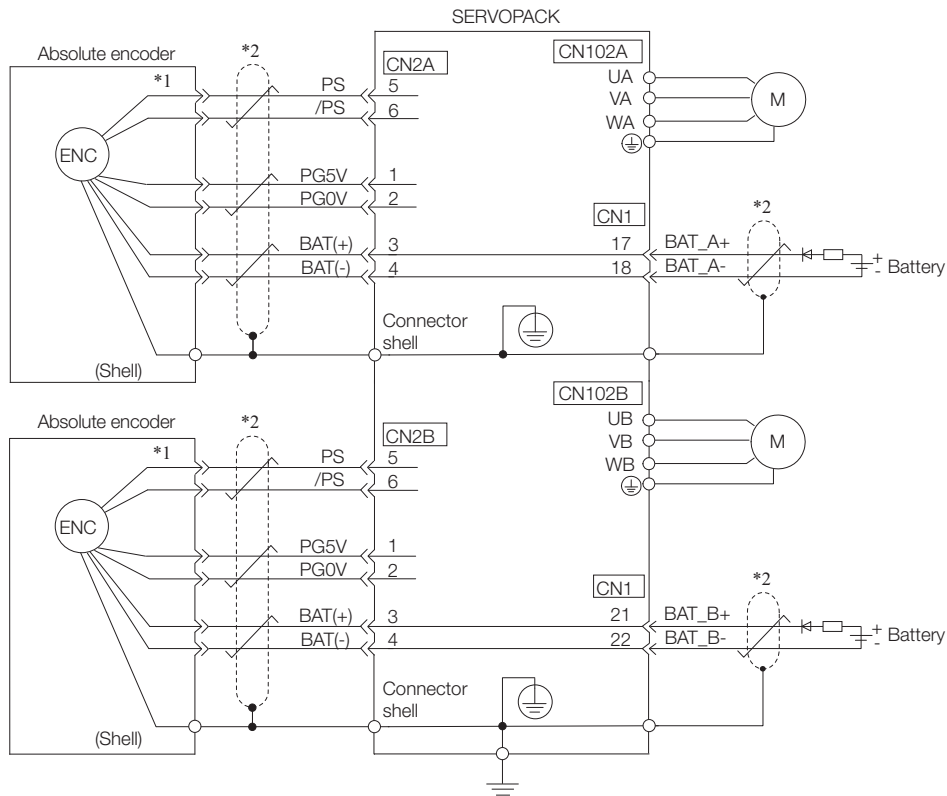 SERVOPACK
Absolute encoder
*1
*2
CN2A
CN102A
UA
VA
WA
M
PS
5
/PS
6
ENC
PG5V
1
PG0V
2
CN1
*2
BAT(+)
3
17
BAT_A+
BAT(-)
4
18
BAT_A-
+
-
Battery
Connector
shell
(Shell)
Absolute encoder
*1
*2
CN2B
CN102B
UB
VB
WB
M
PS
5
/PS
6
ENC
PG5V
1
PG0V
2
CN1
*2
BAT(+)
3
21
BAT_B+
BAT(-)
4
22
BAT_B-
+
-
Battery
Connector
shell
(Shell)